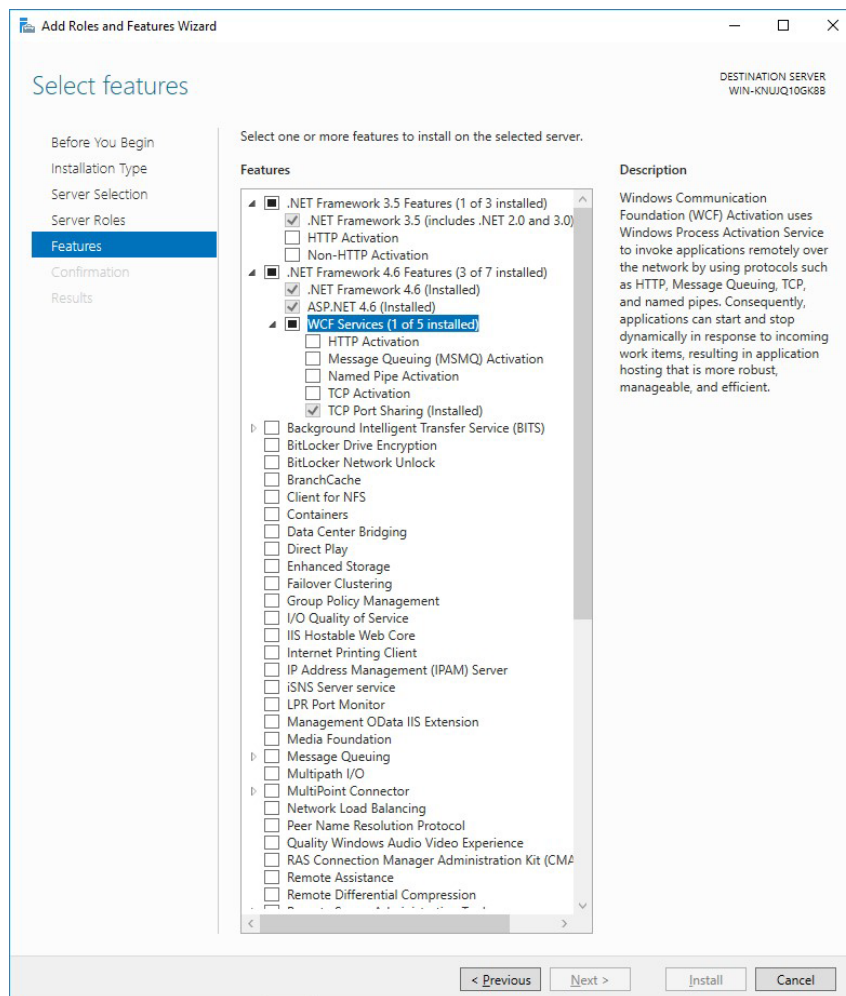 Add Roles and Features Wizard
Select features
DESTINATION SERVER
WIN-KNUJQ10GK8B
Before You Begin
Installation Type
Server Selection
Server Roles
Features
Confirmation
Results
Select one or more features to install on the selected server.
Features
.NET Framework 3.5 Features (1 of 3 installed)
.NET Framework 3.5 (includes .NET 2.0 and 3.0)
HTTP Activation
Non-HTTP Activation
.NET Framework 4.6 Features (3 of 7 installed)
.NET Framework 4.6 (Installed)
ASP.NET 4.6 (Installed)
WCF Services (1 of 5 installed)
HTTP Activation
Message Queuing (MSMQ) Activation
Named Pipe Activation
TCP Activation
TCP Port Sharing (Installed)
Background Intelligent Transfer Service (BITS)
BitLocker Drive Encryption
BitLocker Network Unlock
BranchCache
Client for NFS
Containers
Data Center Bridging
Direct Play
Enhanced Storage
Failover Clustering
Group Policy Management
I/O Quality of Service
IIS Hostable Web Core
Internet Printing Client
IP Address Management (IPAM) Server
iSNS Server service
LPR Port Monitor
Management OData IIS Extension
Media Foundation
Message Queuing
Multipath I/O
MultiPoint Connector
Network Load Balancing
Peer Name Resolution Protocol
Quality Windows Audio Video Experience
RAS Connection Manager Administration Kit (CMA
Remote Assistance
Remote Differential Compression
Description
Windows Communication
Foundation (WCF) Activation uses
Windows Process Activation Service
to invoke applications remotely over
the network by using protocols such
as HTTP, Message Queuing, TCP,
and named pipes. Consequently,
applications can start and stop
dynamically in response to incoming
work items, resulting in application
hosting that is more robust,
manageable, and efficient.
< Previous
Next >
Install
Cancel